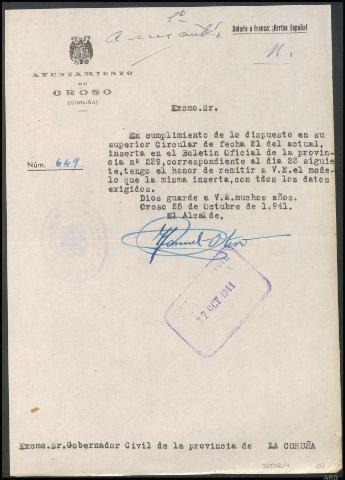 Saludo a Franco: ¡Arriba España!
AYUNTAMIENTO
DE
OROSO
(CORUÑA)
Núm. 649
Excmo.Sr.
En cumplimiento de lo dispuesto en su
superior Circular de fecha 21 del actual,
inserta en el Boletin Oficial de la provin-
cia nº 239,correspondiente al dia 23 siguie
te,tengo el honor de remitir a V.E.el mode-
lo que la misma inserta,con tdos los datos
exigidos.
Dios guarde a V.E.muchos años.
Oroso 25 de Octubre de 1.941.
El Alcalde,
Manuel
OCT 1941
Excmo.Sr.Gobernador Civil de la provincia de LA CORUÑA
ARG